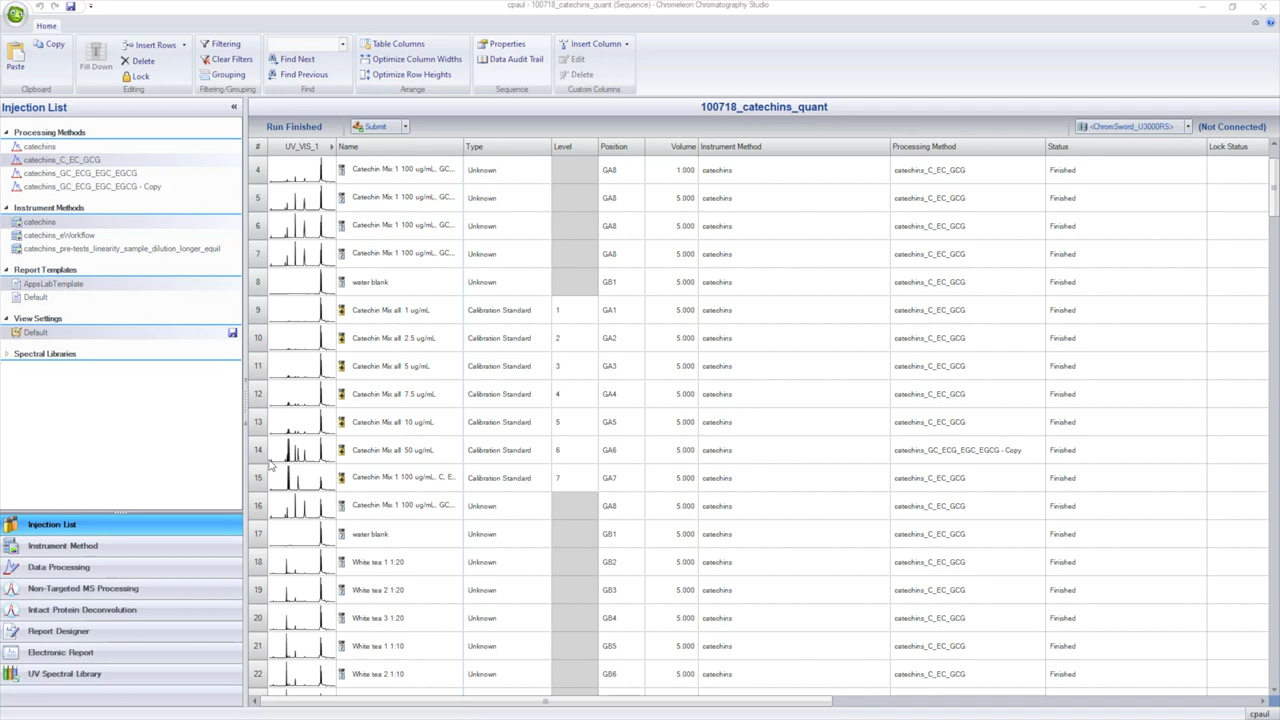 cpaul - 100718_catechins_quant (Sequence) - Chromeleon Chromatography Studio
Home
Paste
Copy
Clipboard
Fill Down
Insert Rows
Delete
Lock
Editing
Filtering
Clear Filters
Grouping
Filtering/Grouping
Find Next
Find Previous
Find
Table Columns
Optimize Column Widths
Optimize Row Heights
Arrange
Properties
Data Audit Trail
Sequence
Insert Column
Edit
Delete
Custom Columns
Injection List
Processing Methods
catechins
catechins_C_EC_GCG
catechins_GC_ECG_EGC_EGCG
catechins_GC_ECG_EGC_EGCG - Copy
Instrument Methods
catechins
catechins_eWorkflow
catechins_pre-tests_linearity_sample_dilution_longer_equil
Report Templates
AppsLabTemplate
Default
View Settings
Default
Spectral Libraries
Injection List
Instrument Method
Data Processing
Non-Targeted MS Processing
Intact Protein Deconvolution
Report Designer
Electronic Report
UV Spectral Library
100718_catechins_quant
Run Finished Submit <ChromSword_U3000RS> (Not Connected)
# UV_VIS_1 Name Type Level Position Volume Instrument Method Processing Method Status Lock Status
4 Catechin Mix 1 100 ug/mL, GC... Unknown GA8 1.000 catechins catechins_C_EC_GCG Finished
5 Catechin Mix 1 100 ug/mL, GC... Unknown GA8 5.000 catechins catechins_C_EC_GCG Finished
6 Catechin Mix 1 100 ug/mL, GC... Unknown GA8 5.000 catechins catechins_C_EC_GCG Finished
7 Catechin Mix 1 100 ug/mL, GC... Unknown GA8 5.000 catechins catechins_C_EC_GCG Finished
8 water blank Unknown GB1 5.000 catechins catechins_C_EC_GCG Finished
9 Catechin Mix all 1 ug/mL Calibration Standard 1 GA1 5.000 catechins catechins_C_EC_GCG Finished
10 Catechin Mix all 2.5 ug/mL Calibration Standard 2 GA2 5.000 catechins catechins_C_EC_GCG Finished
11 Catechin Mix all 5 ug/mL Calibration Standard 3 GA3 5.000 catechins catechins_C_EC_GCG Finished
12 Catechin Mix all 7.5 ug/mL Calibration Standard 4 GA4 5.000 catechins catechins_C_EC_GCG Finished
13 Catechin Mix all 10 ug/mL Calibration Standard 5 GA5 5.000 catechins catechins_C_EC_GCG Finished
14 Catechin Mix all 50 ug/mL Calibration Standard 6 GA6 5.000 catechins catechins_GC_ECG_EGC_EGCG - Copy Finished
15 Catechin Mix 1 100 ug/mL, C, E... Calibration Standard 7 GA7 5.000 catechins catechins_C_EC_GCG Finished
16 Catechin Mix 1 100 ug/mL, GC... Unknown GA8 5.000 catechins catechins_C_EC_GCG Finished
17 water blank Unknown GB1 5.000 catechins catechins_C_EC_GCG Finished
18 White tea 1 1:20 Unknown GB2 5.000 catechins catechins_C_EC_GCG Finished
19 White tea 2 1:20 Unknown GB3 5.000 catechins catechins_C_EC_GCG Finished
20 White tea 3 1:20 Unknown GB4 5.000 catechins catechins_C_EC_GCG Finished
21 White tea 1 1:10 Unknown GB5 5.000 catechins catechins_C_EC_GCG Finished
22 White tea 2 1:10 Unknown GB6 5.000 catechins catechins_C_EC_GCG Finished
cpaul